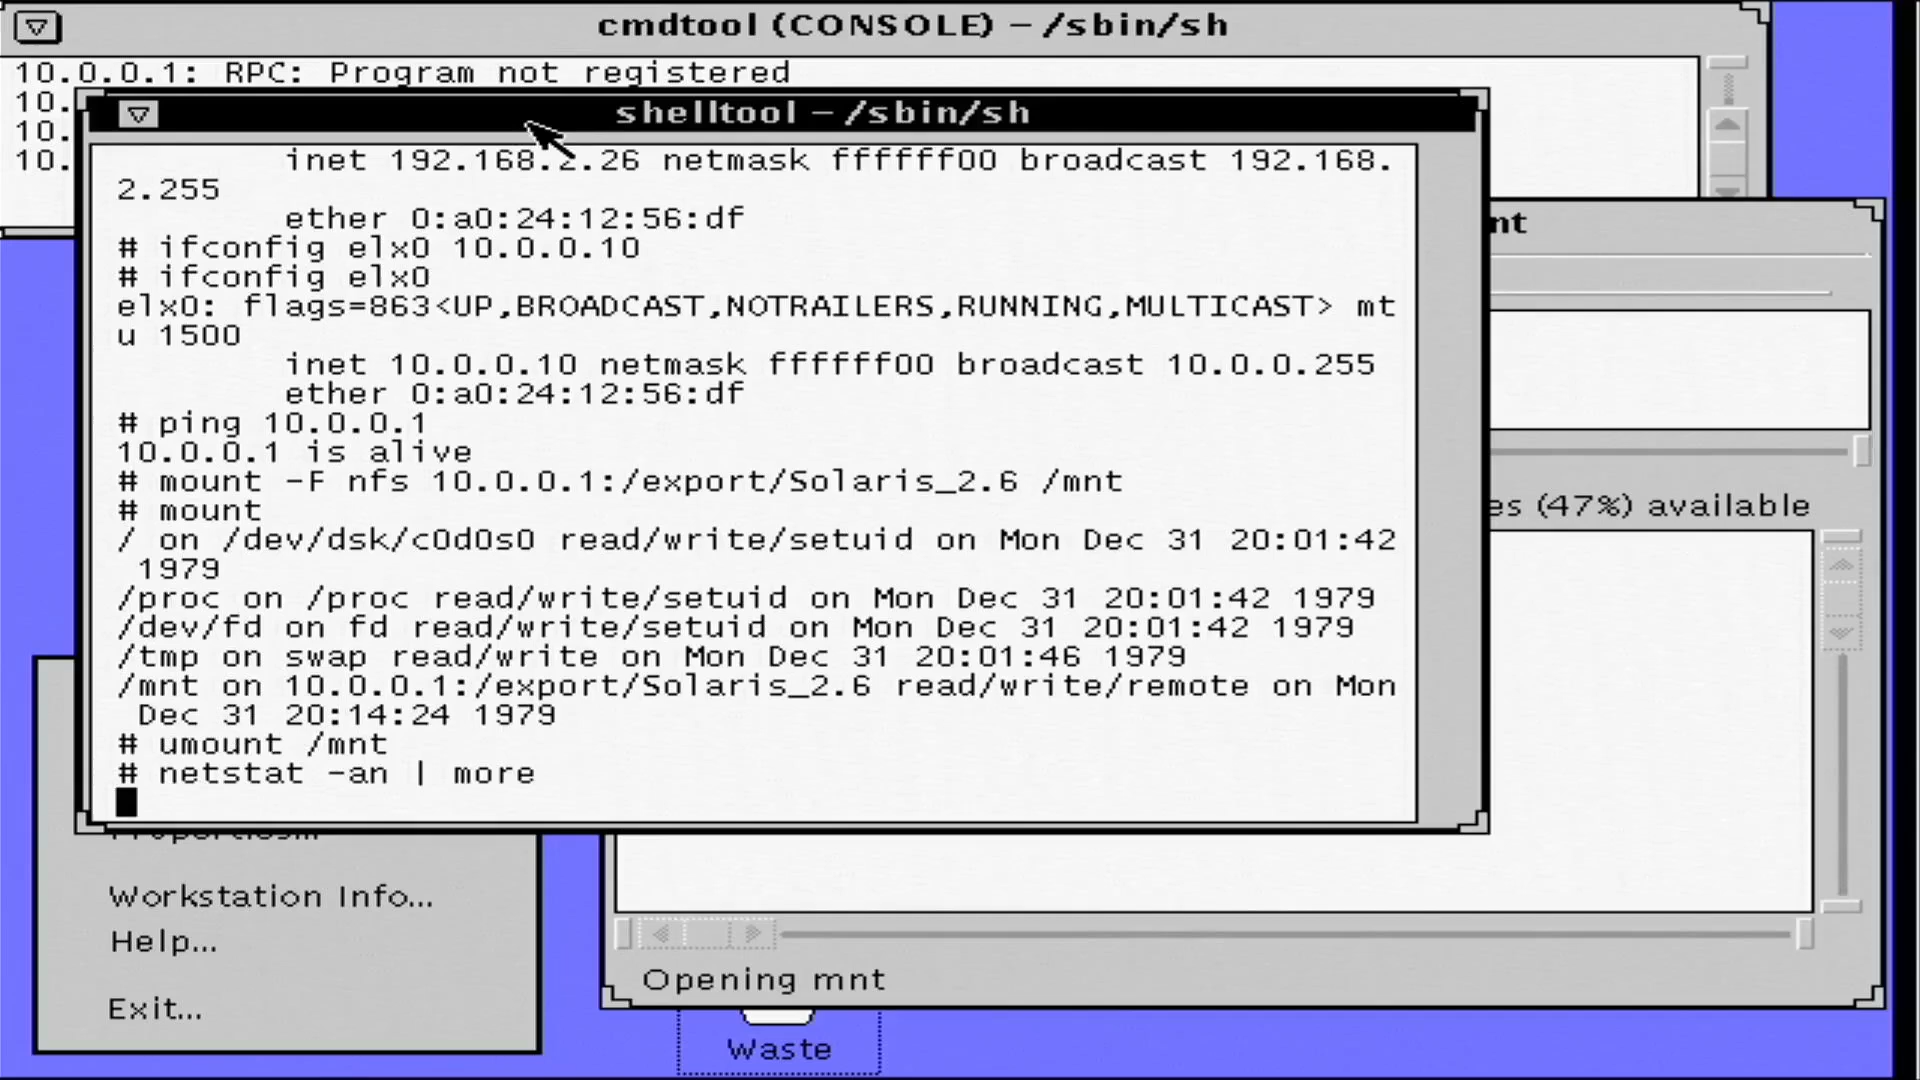 cmdtool (CONSOLE) - /sbin/sh
10.0.0.1: RPC: Program not registered
10.
10.
10.
shelltool - /sbin/sh
inet 192.168.2.26 netmask ffffff00 broadcast 192.168.
2.255
ether 0:a0:24:12:56:df
# ifconfig elx0 10.0.0.10
# ifconfig elx0
elx0: flags=863<UP,BROADCAST,NOTRAILERS,RUNNING,MULTICAST> mt
u 1500
inet 10.0.0.10 netmask ffffff00 broadcast 10.0.0.255
ether 0:a0:24:12:56:df
# ping 10.0.0.1
10.0.0.1 is alive
# mount -F nfs 10.0.0.1:/export/Solaris_2.6 /mnt
# mount
/ on /dev/dsk/c0d0s0 read/write/setuid on Mon Dec 31 20:01:42
1979
/proc on /proc read/write/setuid on Mon Dec 31 20:01:42 1979
/dev/fd on fd read/write/setuid on Mon Dec 31 20:01:42 1979
/tmp on swap read/write on Mon Dec 31 20:01:46 1979
/mnt on 10.0.0.1:/export/Solaris_2.6 read/write/remote on Mon
Dec 31 20:14:24 1979
# umount /mnt
# netstat -an | more
nt
es (47%) available
Workstation Info...
Help...
Exit...
Opening mnt
Waste